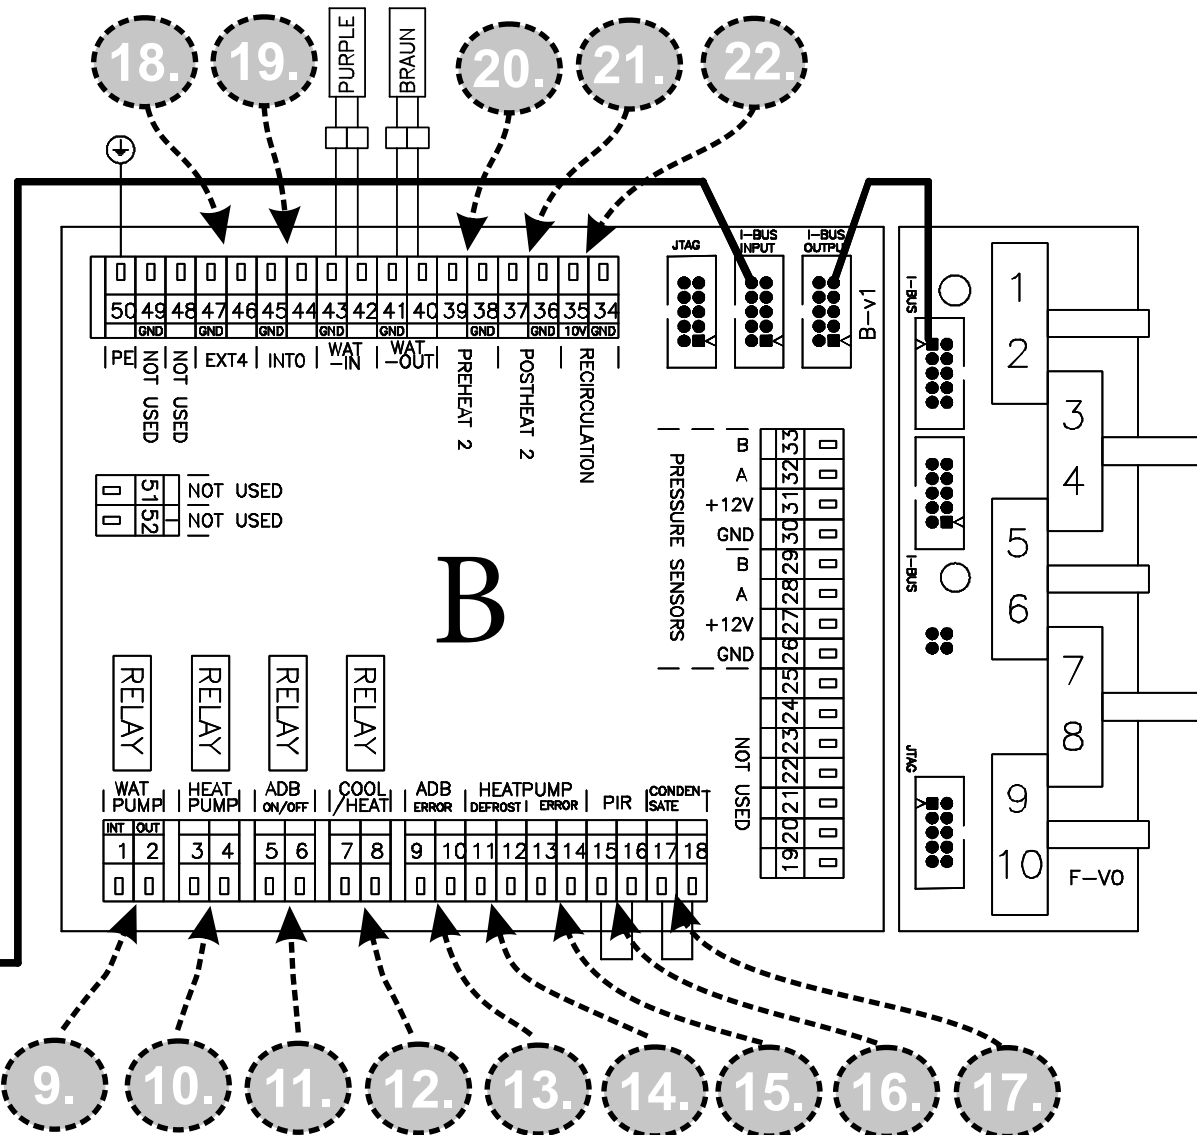 18.
19.
PURPLE
BRAUN
20.
21.
22.
50 49 48 47 46 45 44 43 42 41 40 39 38 37 36 35 34
GND GND GND GND GND GND GND 10V GND
PE
NOT USED
NOT USED
EXT4
INTO
WAT
-IN
WAT
-OUT
PREHEAT 2
POSTHEAT 2
RECIRCULATION
JTAG
I-BUS
INPUT
I-BUS
OUTPUT
B-v1
51 NOT USED
52 NOT USED
B
PRESSURE SENSORS
B 33
A 32
+12V 31
GND 30
B 29
A 28
+12V 27
GND 26
25
24
23
22
21
20
19
NOT USED
RELAY
RELAY
RELAY
RELAY
WAT
PUMP
HEAT
PUMP
ADB
ON/OFF
COOL
/HEAT
ADB
ERROR
HEATPUMP
DEFROST
ERROR
PIR
CONDEN-
SATE
INT OUT
1 2 3 4 5 6 7 8 9 10 11 12 13 14 15 16 17 18
I-BUS
I-BUS
JTAG
1
2
3
4
5
6
7
8
9
10
F-V0
9.
10.
11.
12.
13.
14.
15.
16.
17.